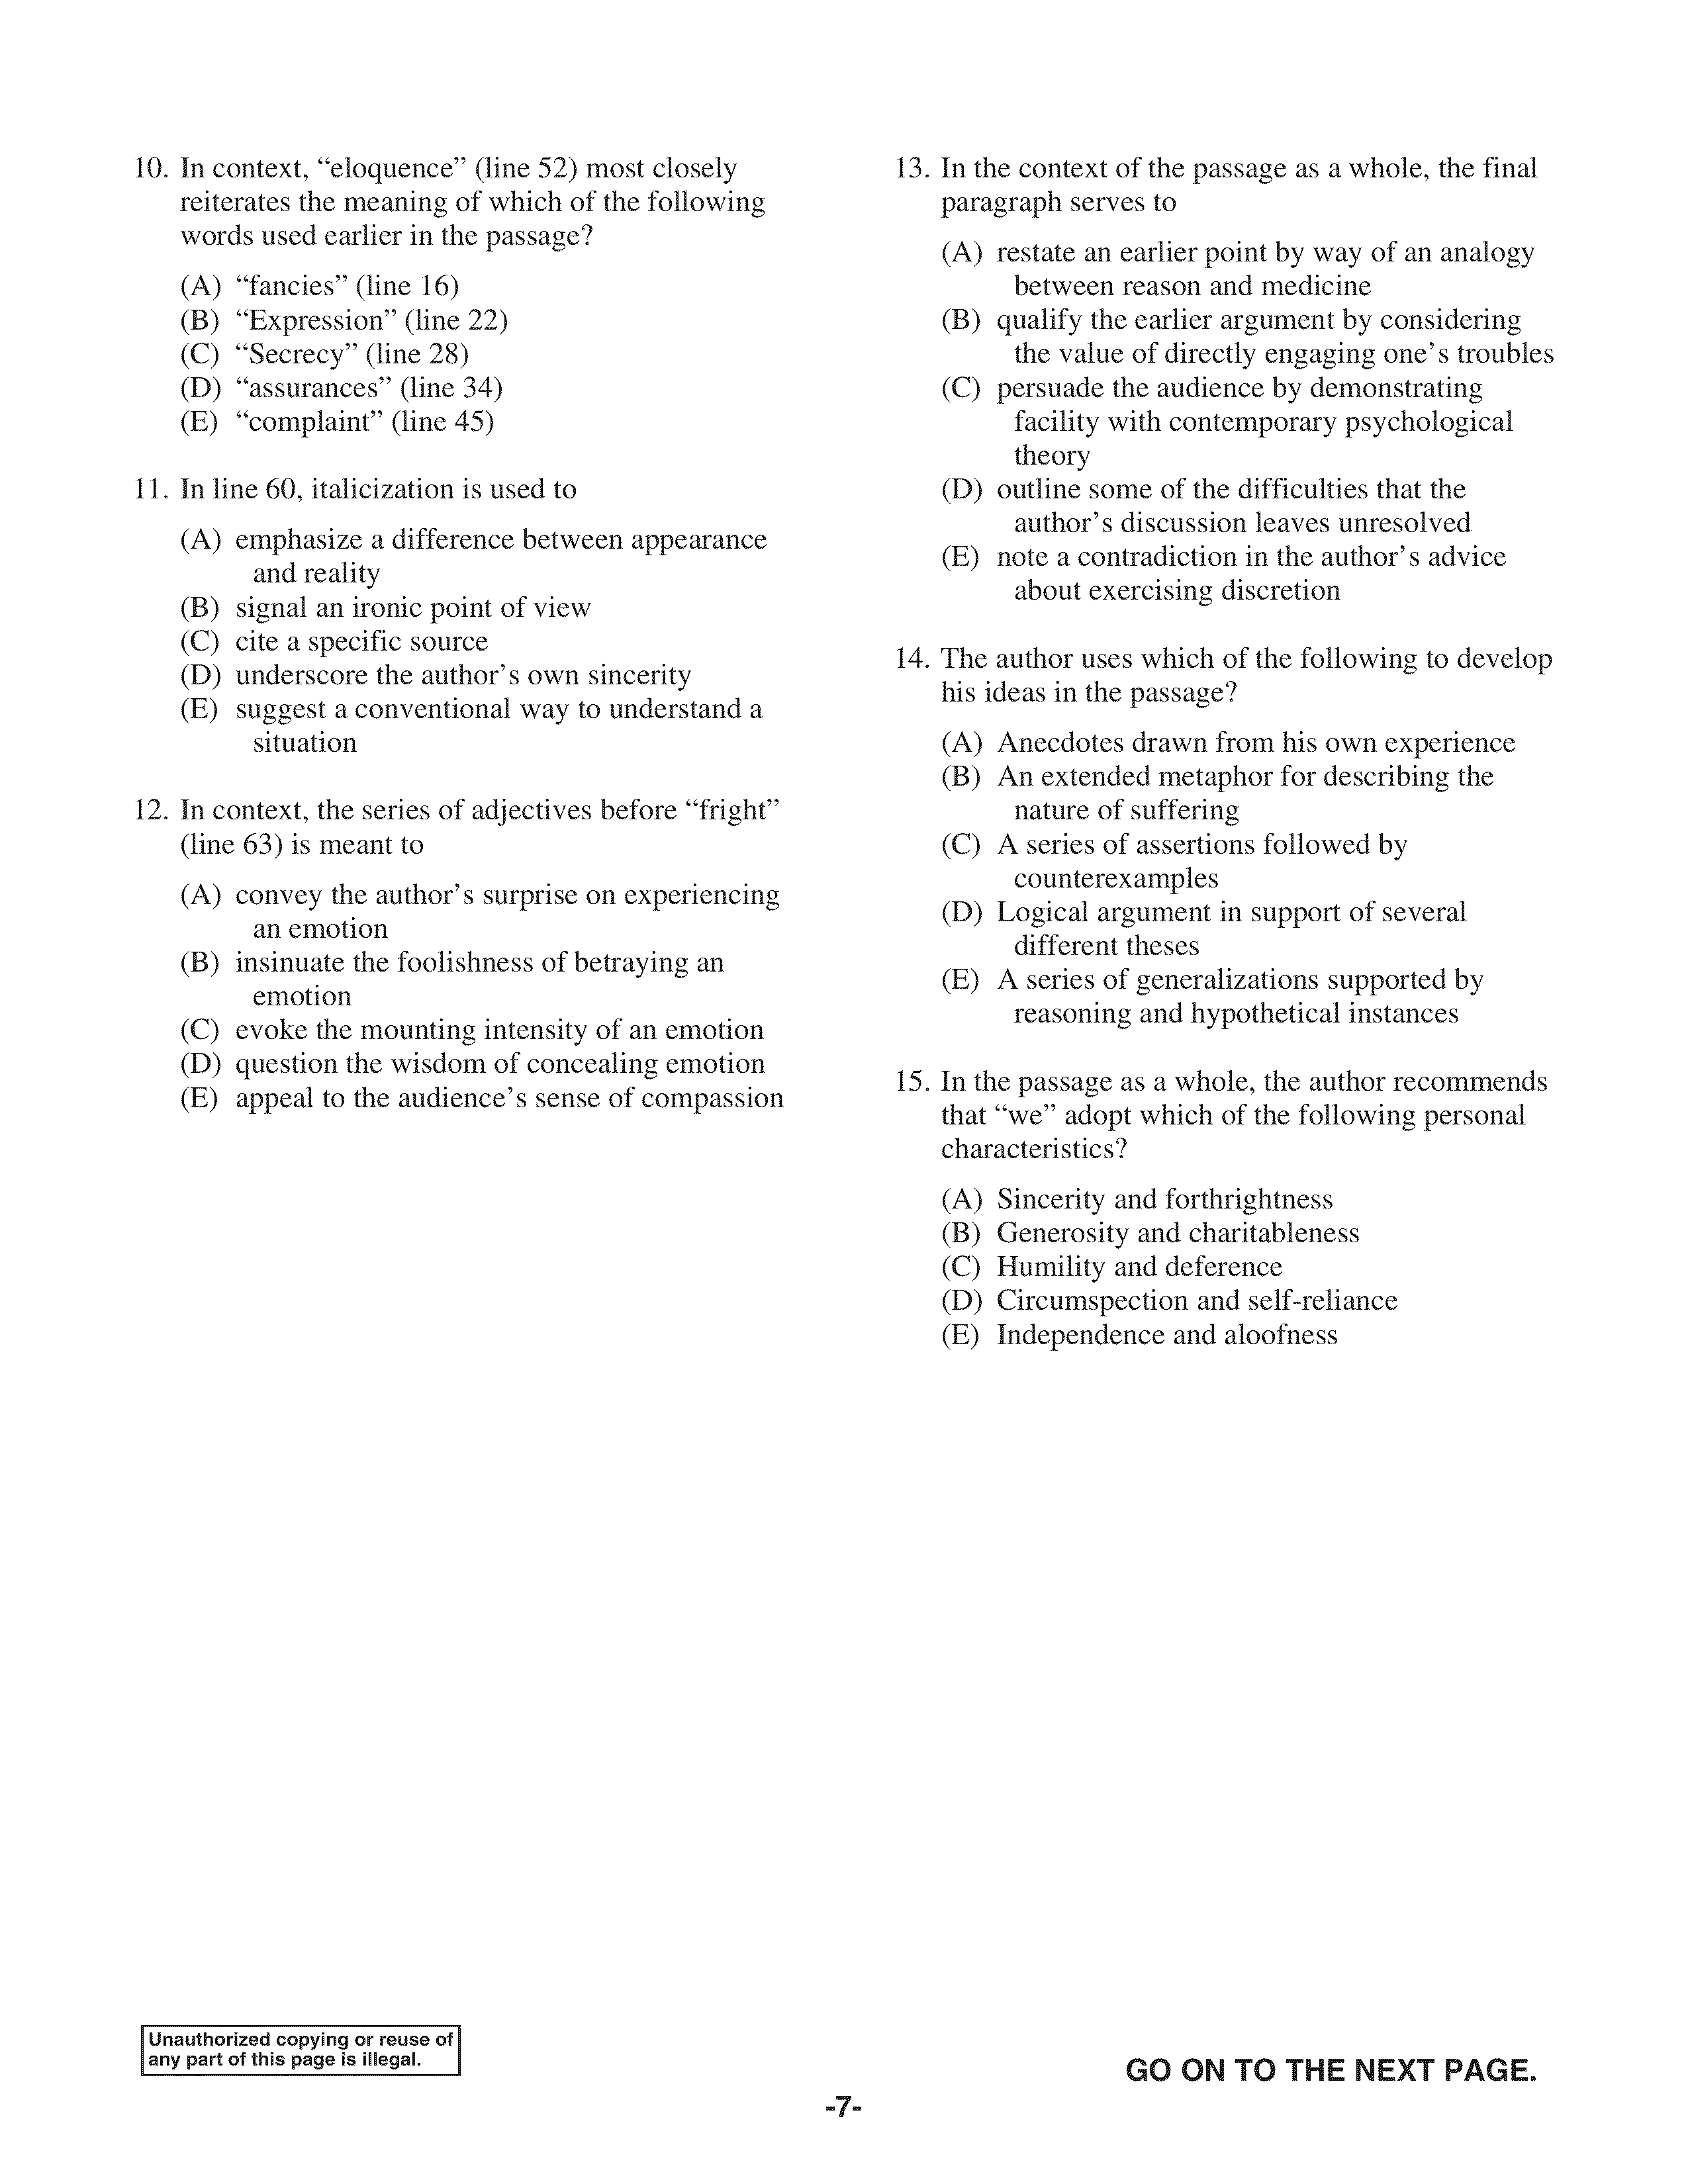 10. In context, “eloquence” (line 52) most closely
reiterates the meaning of which of the following
words used earlier in the passage?
(A) “fancies” (line 16)
(B) “Expression” (line 22)
(C) “Secrecy” (line 28)
(D) “assurances” (line 34)
(E) “complaint” (line 45)
11. In line 60, italicization is used to
(A) emphasize a difference between appearance
and reality
(B) signal an ironic point of view
(C) cite a specific source
(D) underscore the author’s own sincerity
(E) suggest a conventional way to understand a
situation
12. In context, the series of adjectives before “fright”
(line 63) is meant to
(A) convey the author’s surprise on experiencing
an emotion
(B) insinuate the foolishness of betraying an
emotion
(C) evoke the mounting intensity of an emotion
(D) question the wisdom of concealing emotion
(E) appeal to the audience’s sense of compassion
13. In the context of the passage as a whole, the final
paragraph serves to
(A) restate an earlier point by way of an analogy
between reason and medicine
(B) qualify the earlier argument by considering
the value of directly engaging one’s troubles
(C) persuade the audience by demonstrating
facility with contemporary psychological
theory
(D) outline some of the difficulties that the
author’s discussion leaves unresolved
(E) note a contradiction in the author’s advice
about exercising discretion
14. The author uses which of the following to develop
his ideas in the passage?
(A) Anecdotes drawn from his own experience
(B) An extended metaphor for describing the
nature of suffering
(C) A series of assertions followed by
counterexamples
(D) Logical argument in support of several
different theses
(E) A series of generalizations supported by
reasoning and hypothetical instances
15. In the passage as a whole, the author recommends
that “we” adopt which of the following personal
characteristics?
(A) Sincerity and forthrightness
(B) Generosity and charitableness
(C) Humility and deference
(D) Circumspection and self-reliance
(E) Independence and aloofness
Unauthorized copying or reuse of
any part of this page is illegal.
GO ON TO THE NEXT PAGE.
-7-